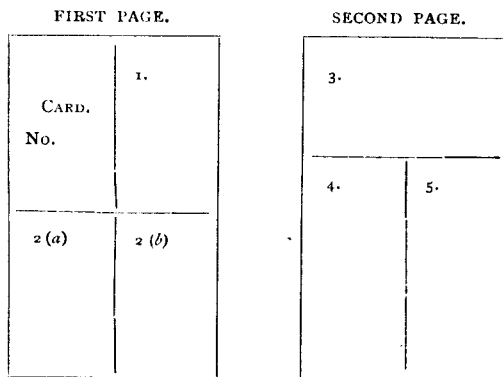 FIRST PAGE.
SECOND PAGE.
1.
CARD.
No.
2 (a)
2 (b)
3.
4.
5.